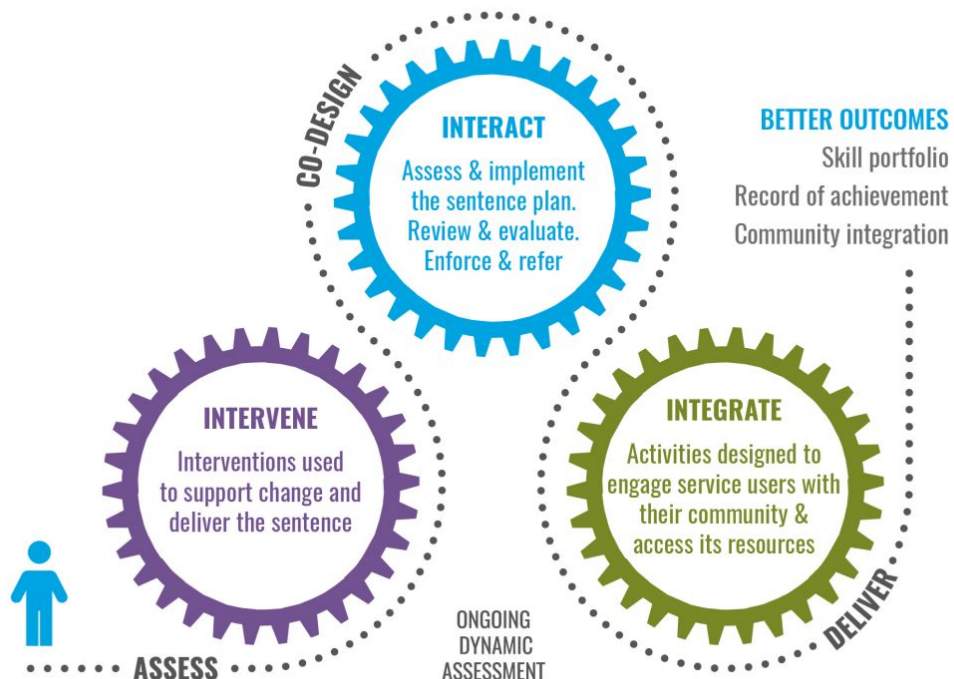 CO-DESIGN
INTERACT
Assess & implement
the sentence plan.
Review & evaluate.
Enforce & refer
BETTER OUTCOMES
Skill portfolio
Record of achievement
Community integration
INTERVENE
Interventions used
to support change and
deliver the sentence
INTEGRATE
Activities designed to
engage service users with
their community &
access its resources
ASSESS
ONGOING
DYNAMIC
ASSESSMENT
DELIVER